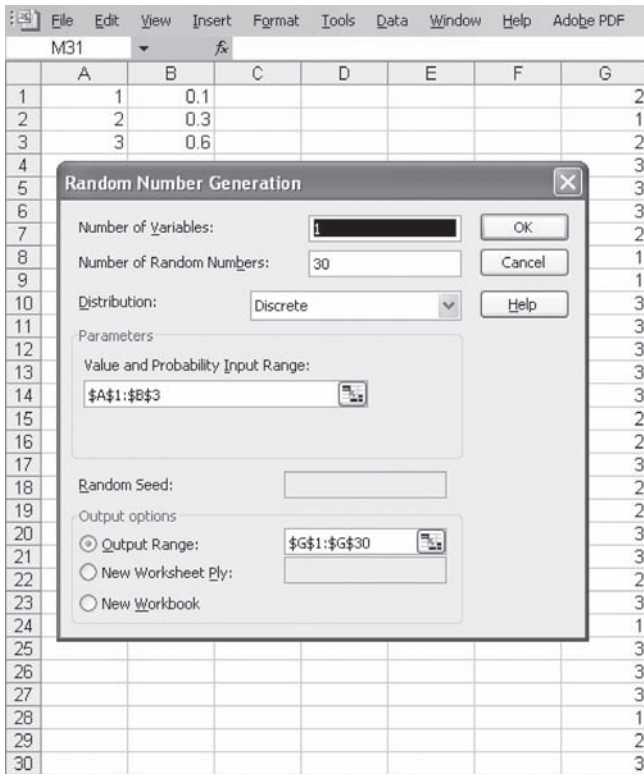 File Edit View Insert Format Tools Data Window Help Adobe PDF
M31 fx
A B C D E F G
1 1 0.1 2
2 2 0.3 1
3 3 0.6 2
4 3
5 Random Number Generation 3
6 3
7 Number of Variables: 1 OK 2
8 Number of Random Numbers: 30 Cancel 1
9 1
10 Distribution: Discrete Help 3
11 Parameters 3
12 3
13 Value and Probability Input Range: 3
14 $A$1:$B$3 3
15 2
16 2
17 3
18 Random Seed: 2
19 Output options 2
20 Output Range: $G$1:$G$30 3
21 3
22 New Worksheet Ply: 2
23 New Workbook 3
24 1
25 3
26 3
27 3
28 1
29 2
30 3